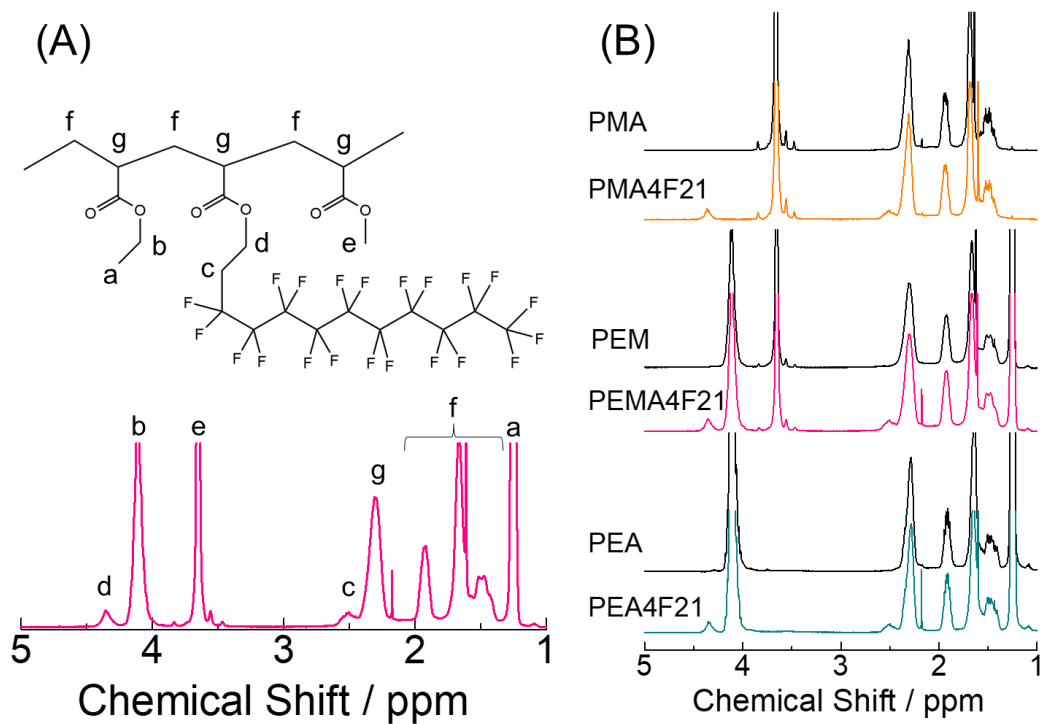 (A)
f
f
f
g
g
g
O
O
O
O
O
O
b
a
d
c
e
F F F F F F F F
F
F
F
F
F
F F F F F F F F
b
e
f
a
g
d
c
5 4 3 2 1
Chemical Shift / ppm
(B)
PMA
PMA4F21
PEM
PEMA4F21
PEA
PEA4F21
5 4 3 2 1
Chemical Shift / ppm